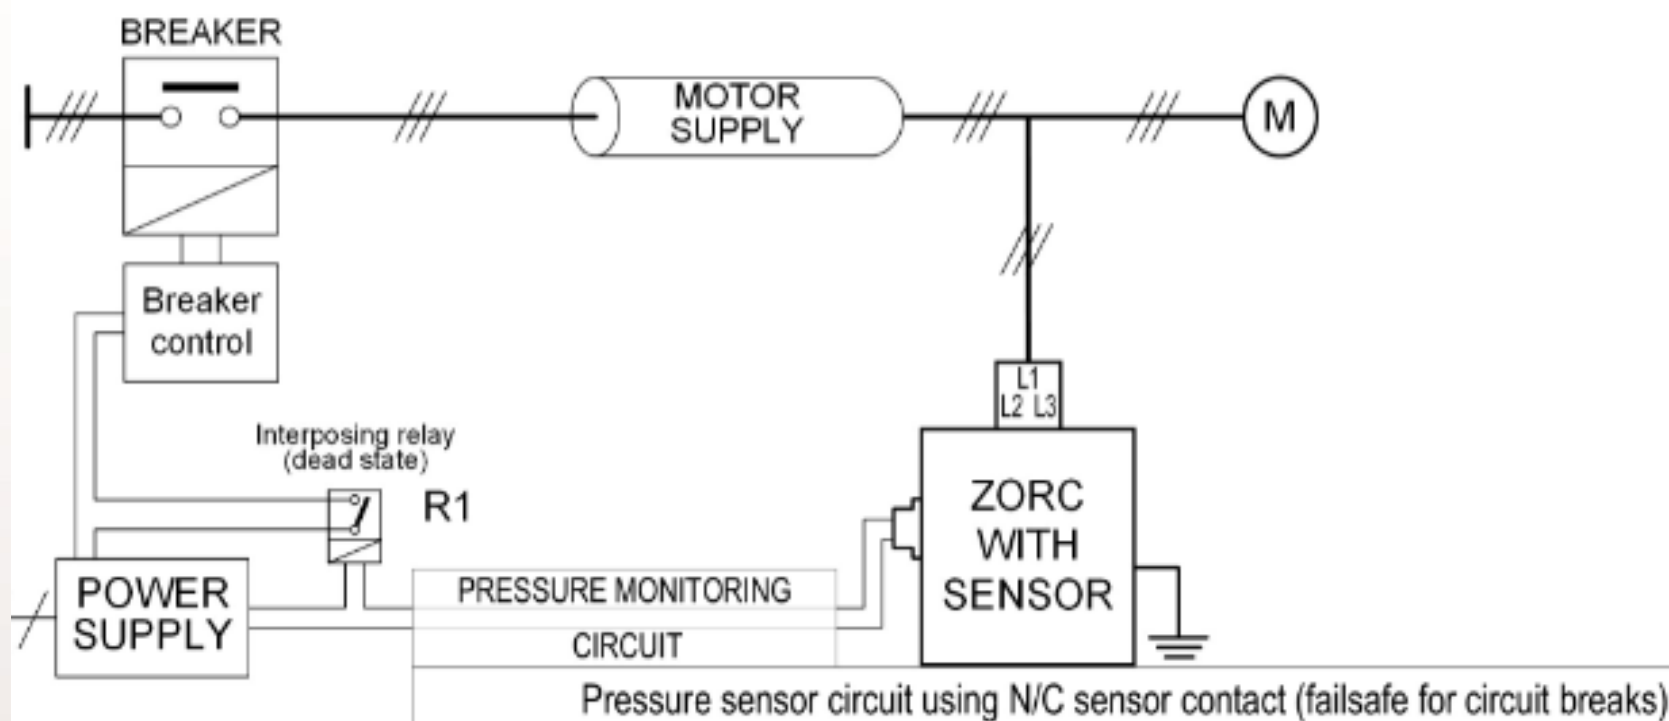 BREAKER
MOTOR
SUPPLY
M
Breaker
control
L1
L2 L3
Interposing relay
(dead state)
R1
ZORC
WITH
SENSOR
POWER
SUPPLY
PRESSURE MONITORING
CIRCUIT
Pressure sensor circuit using N/C sensor contact (failsafe for circuit breaks)